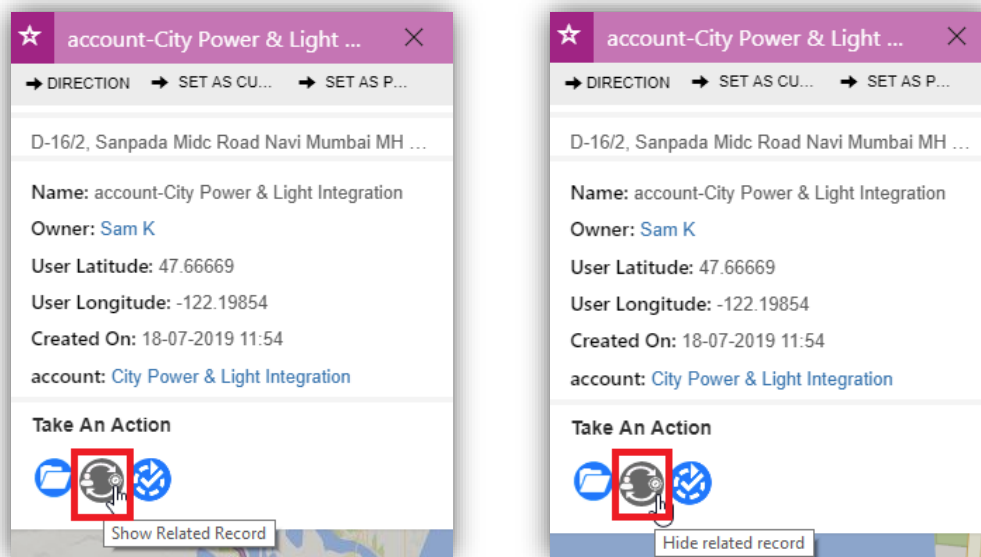 account-City Power & Light ...
DIRECTION SET AS CU... SET AS P...
D-16/2, Sanpada Midc Road Navi Mumbai MH ...
Name: account-City Power & Light Integration
Owner: Sam K
User Latitude: 47.66669
User Longitude: -122.19854
Created On: 18-07-2019 11:54
account: City Power & Light Integration
Take An Action
Show Related Record
account-City Power & Light ...
DIRECTION SET AS CU... SET AS P...
D-16/2, Sanpada Midc Road Navi Mumbai MH ...
Name: account-City Power & Light Integration
Owner: Sam K
User Latitude: 47.66669
User Longitude: -122.19854
Created On: 18-07-2019 11:54
account: City Power & Light Integration
Take An Action
Hide related record